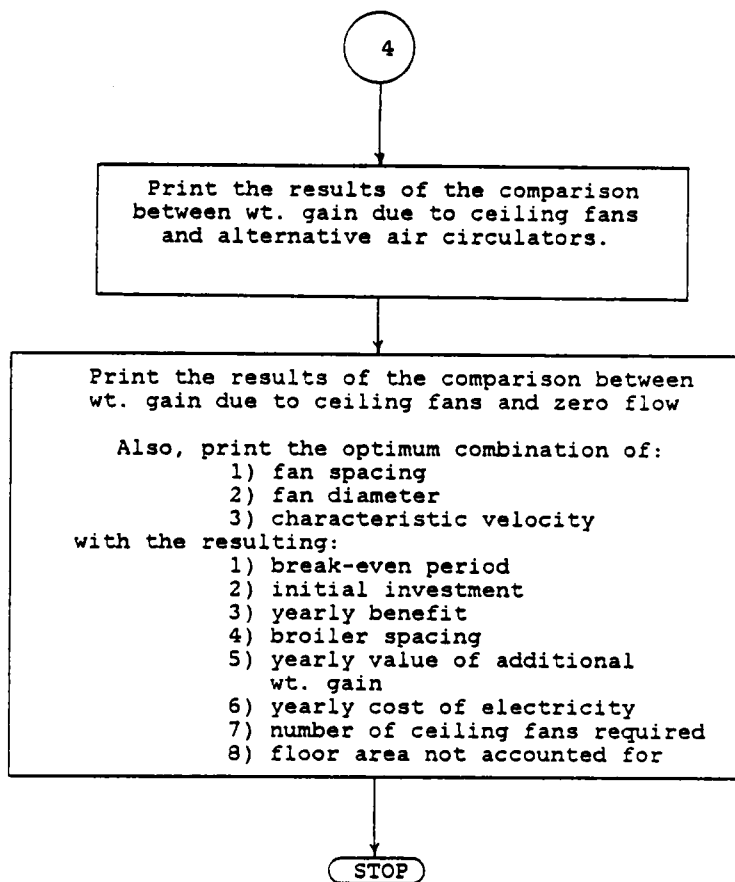 4
Print the results of the comparison
between wt. gain due to ceiling fans
and alternative air circulators.
Print the results of the comparison between
wt. gain due to ceiling fans and zero flow
Also, print the optimum combination of:
1) fan spacing
2) fan diameter
3) characteristic velocity
with the resulting:
1) break-even period
2) initial investment
3) yearly benefit
4) broiler spacing
5) yearly value of additional
wt. gain
6) yearly cost of electricity
7) number of ceiling fans required
8) floor area not accounted for
STOP